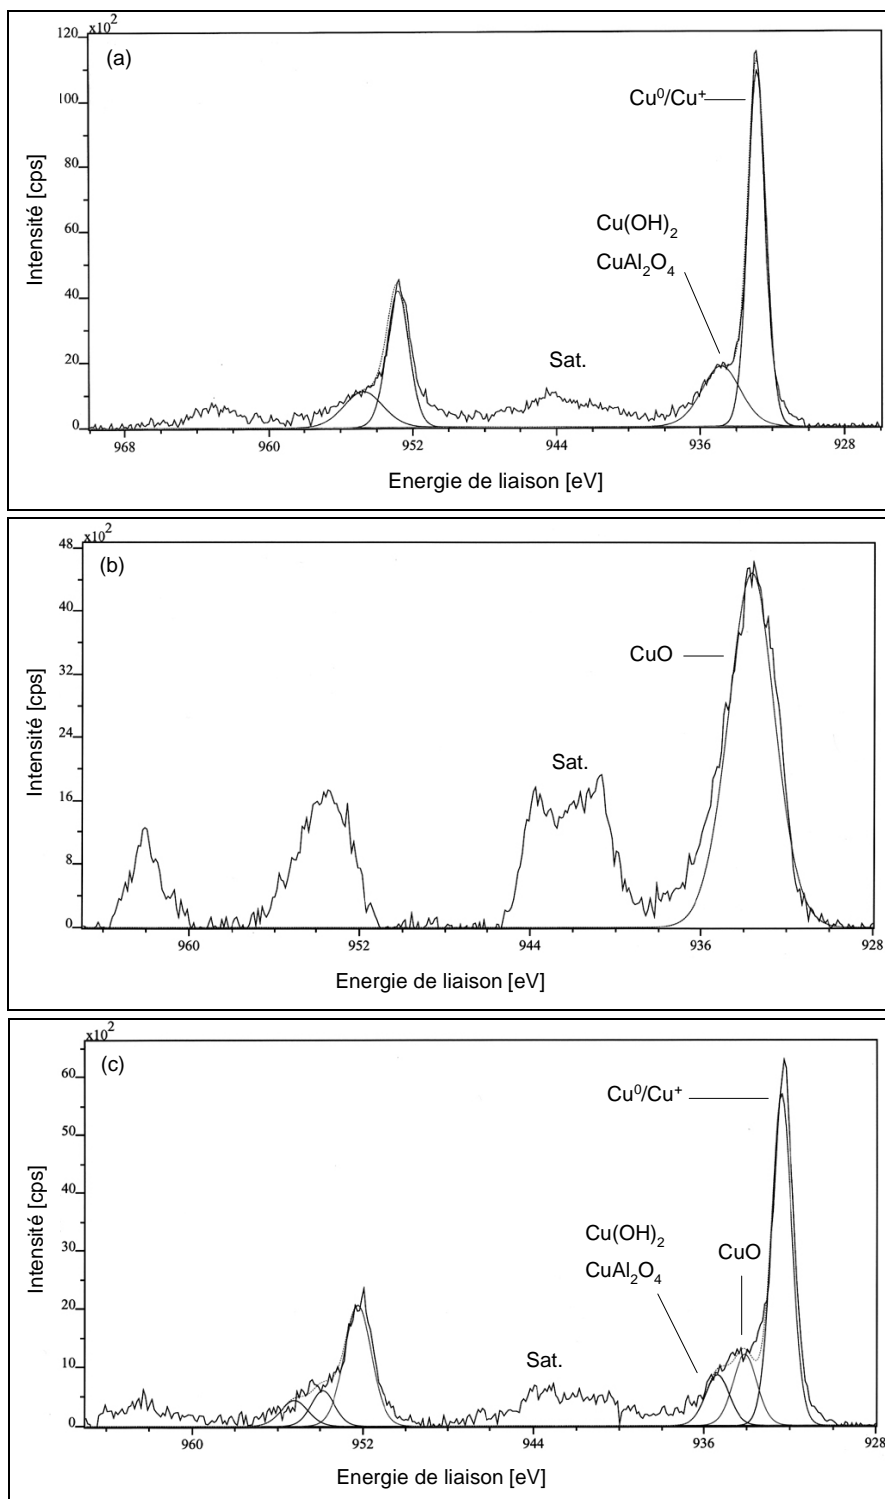 x10²
120
100
80
60
40
20
0
Intensité [cps]
(a)
Cu⁰/Cu⁺
Cu(OH)₂
CuAl₂O₄
Sat.
968 960 952 944 936 928
Energie de liaison [eV]
x10²
48
40
32
24
16
8
0
Intensité [cps]
(b)
CuO
Sat.
960 952 944 936 928
Energie de liaison [eV]
x10²
60
50
40
30
20
10
0
Intensité [cps]
(c)
Cu⁰/Cu⁺
Cu(OH)₂
CuO
CuAl₂O₄
Sat.
960 952 944 936 928
Energie de liaison [eV]